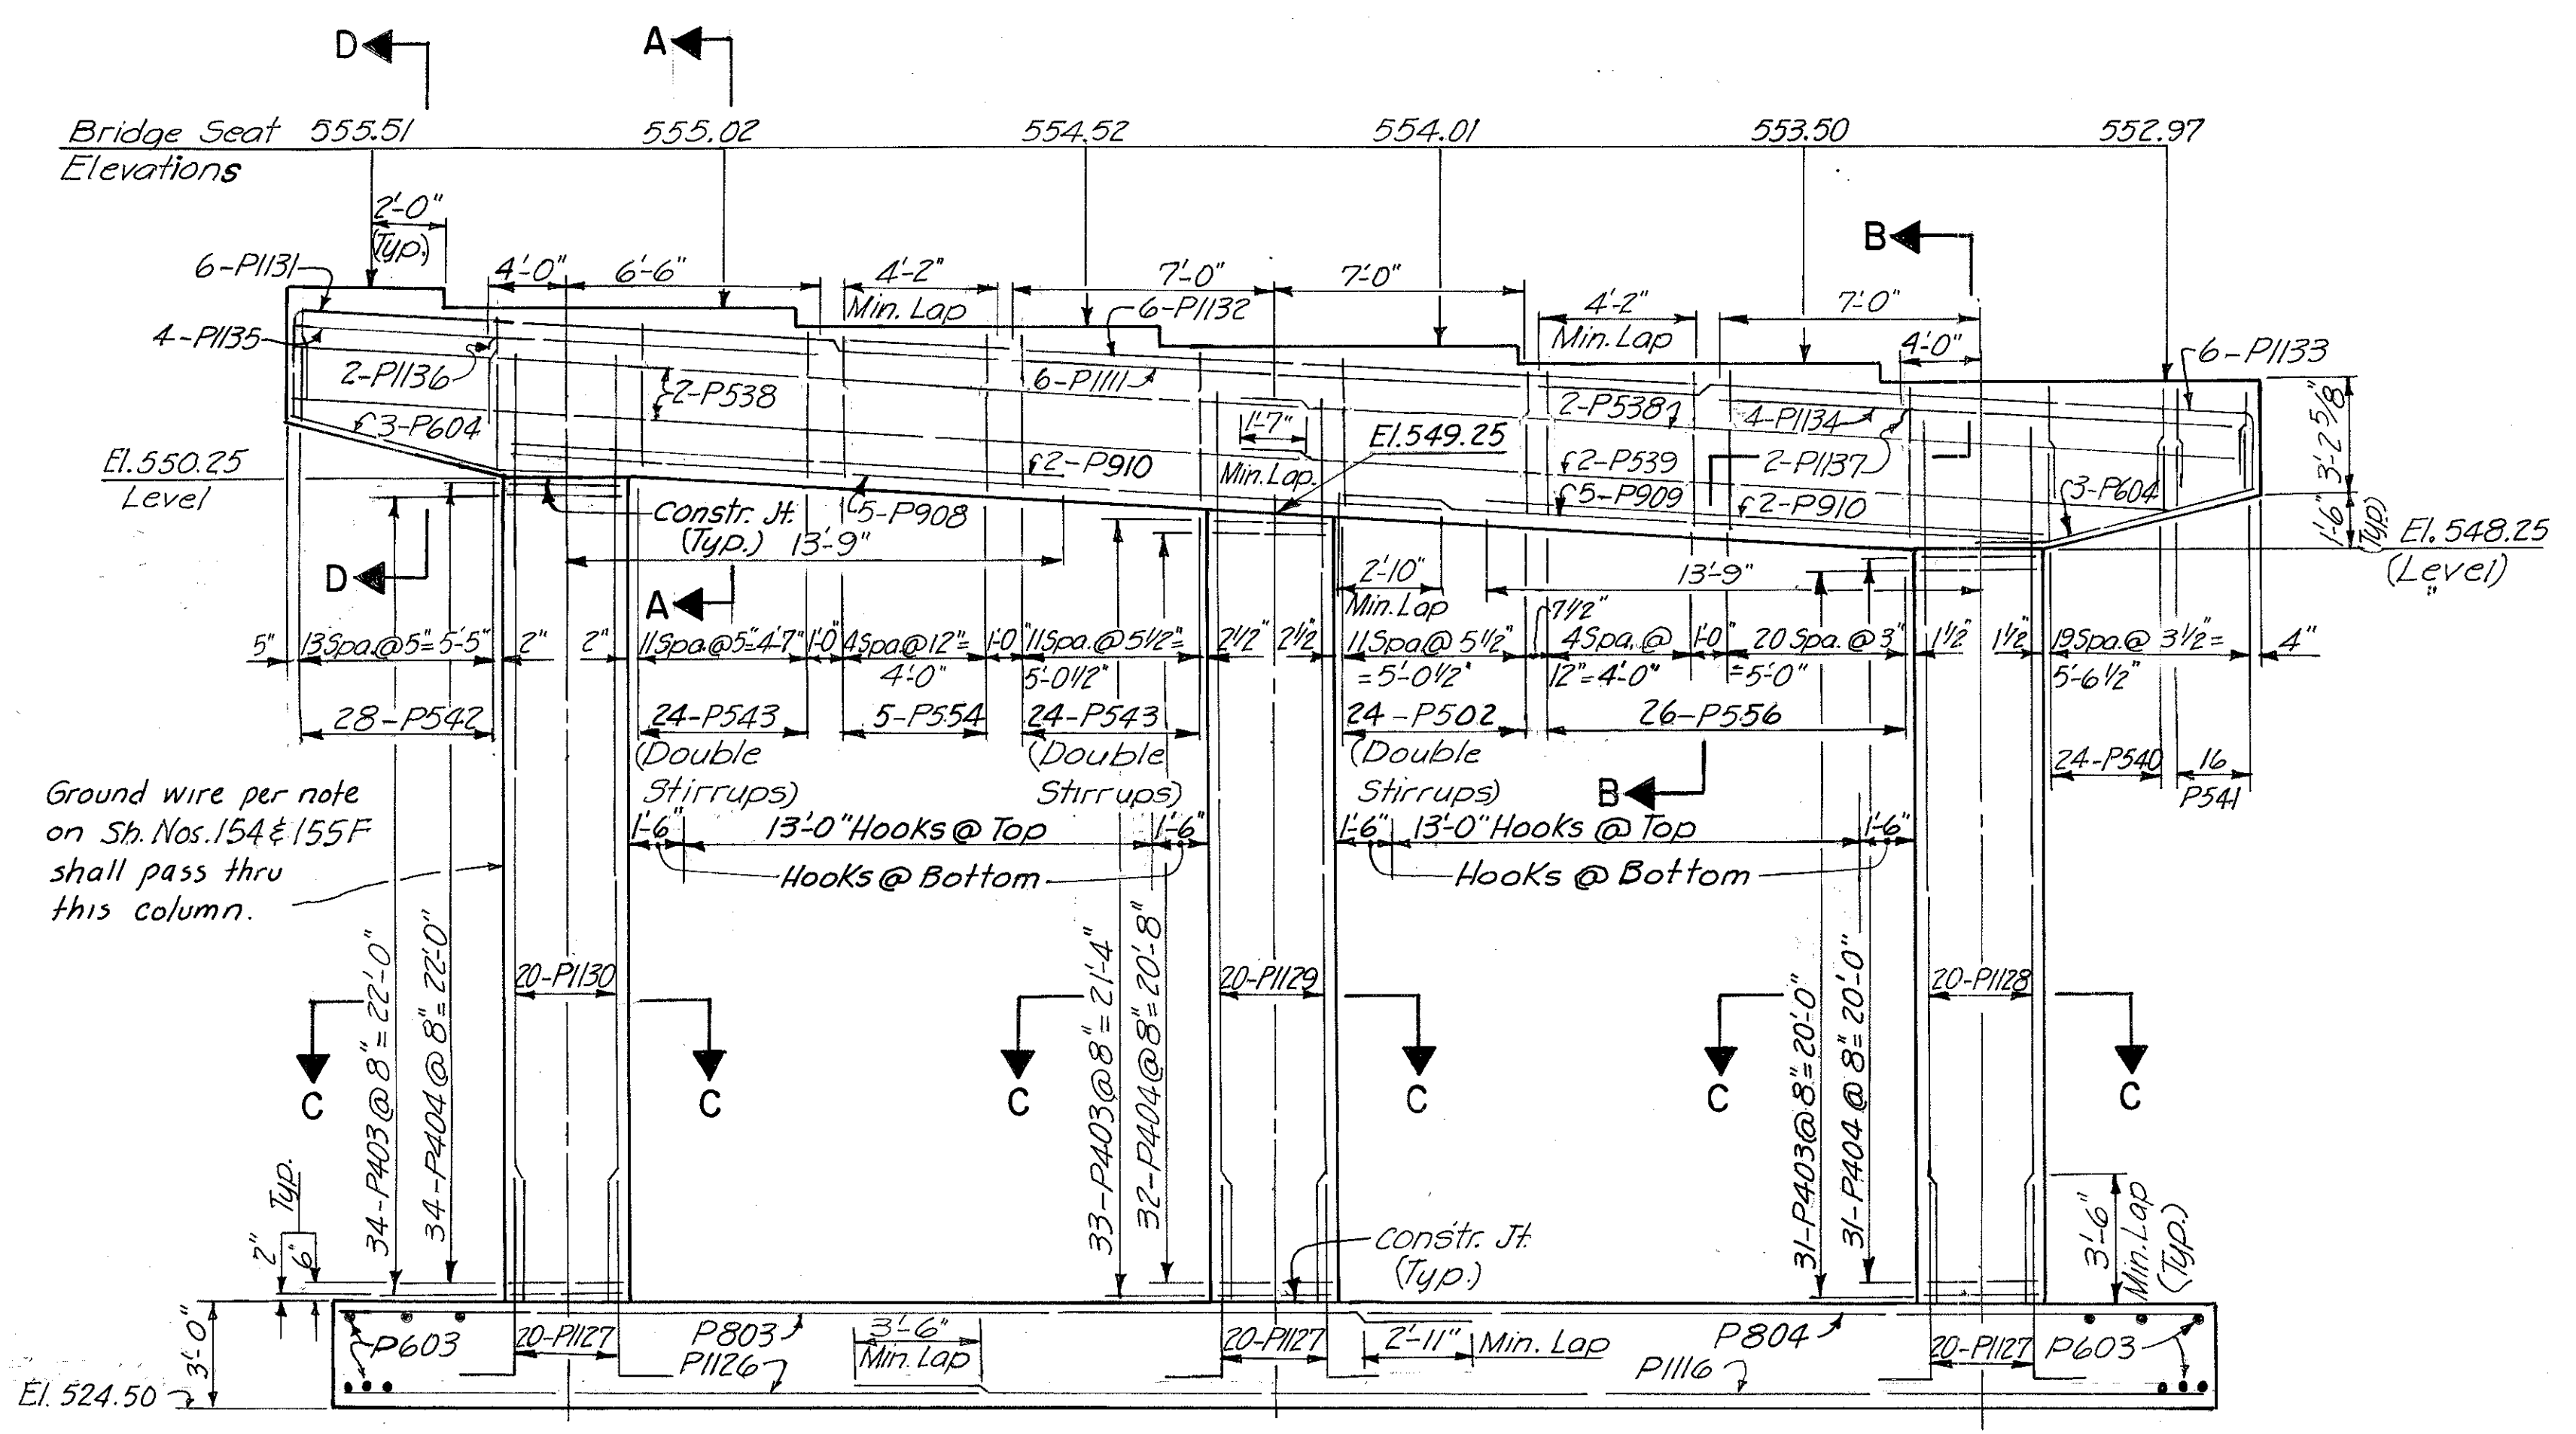 D
A
Bridge Seat 555.51 555.02 554.52 554.01 553.50 552.97
Elevations
2'-0"
(Typ.)
B
6-P1131
4'-0" 6'-6" 4'-2" 7'-0" 7'-0" 4'-2" 7'-0"
Min. Lap
6-P1132
Min. Lap
4'-0"
4-P1135
6-P1133
2-P1136
2-P538
6-P1111
2-P538
4-P1134
3'-2 5/8"
3-P604
1'-7"
El. 549.25
El. 550.25
Level
2-P910
Min. Lap.
2-P539
2-P1137
5-P909
2-P910
3-P604
1'-6"
(Typ.)
Constr. Jt.
(Typ.)
5-P908
13'-9"
El. 548.25
(Level)
D
A
2'-10"
Min. Lap
13'-9"
7 1/2"
5" 13 Spa. @ 5" = 5'-5" 2" 2" 11 Spa. @ 5" = 4'-7" 1'-0" 4 Spa. @ 12" = 1'-0 11 Spa. @ 5 1/2" = 2 1/2" 2 1/2" 11 Spa. @ 5 1/2" 4 Spa. @ 1'-0" 20 Spa. @ 3" 1 1/2" 1 1/2" 19 Spa. @ 3 1/2" = 4"
4'-0" 5'-0 1/2" = 5'-0 1/2" 12" = 4'-0" = 5'-0" 5'-6 1/2"
28-P542 24-P543 5-P554 24-P543 24-P502 26-P556
(Double
Stirrups)
(Double
Stirrups)
(Double
Stirrups)
24-P540
16
P541
B
Ground wire per note
on Sh. Nos. 154 & 155F
shall pass thru
this column.
1'-6" 13'-0" Hooks @ Top 1'-6" 1'-6" 13'-0" Hooks @ Top 1'-6"
Hooks @ Bottom
Hooks @ Bottom
20-P1130 20-P1129 20-P1128
34-P403 @ 8" = 22'-0"
34-P404 @ 8" = 22'-0"
33-P403 @ 8" = 21'-4"
32-P404 @ 8" = 20'-8"
31-P403 @ 8" = 20'-0"
31-P404 @ 8" = 20'-0"
C C C C C C
Typ.
2"
6"
3'-6"
Min. Lap
(Typ.)
Constr. Jt.
(Typ.)
3'-0"
P603
20-P1127
P803
P1126
3'-6"
Min. Lap
20-P1127
2'-11" Min. Lap
P804
P1116
20-P1127
P603
El. 524.50